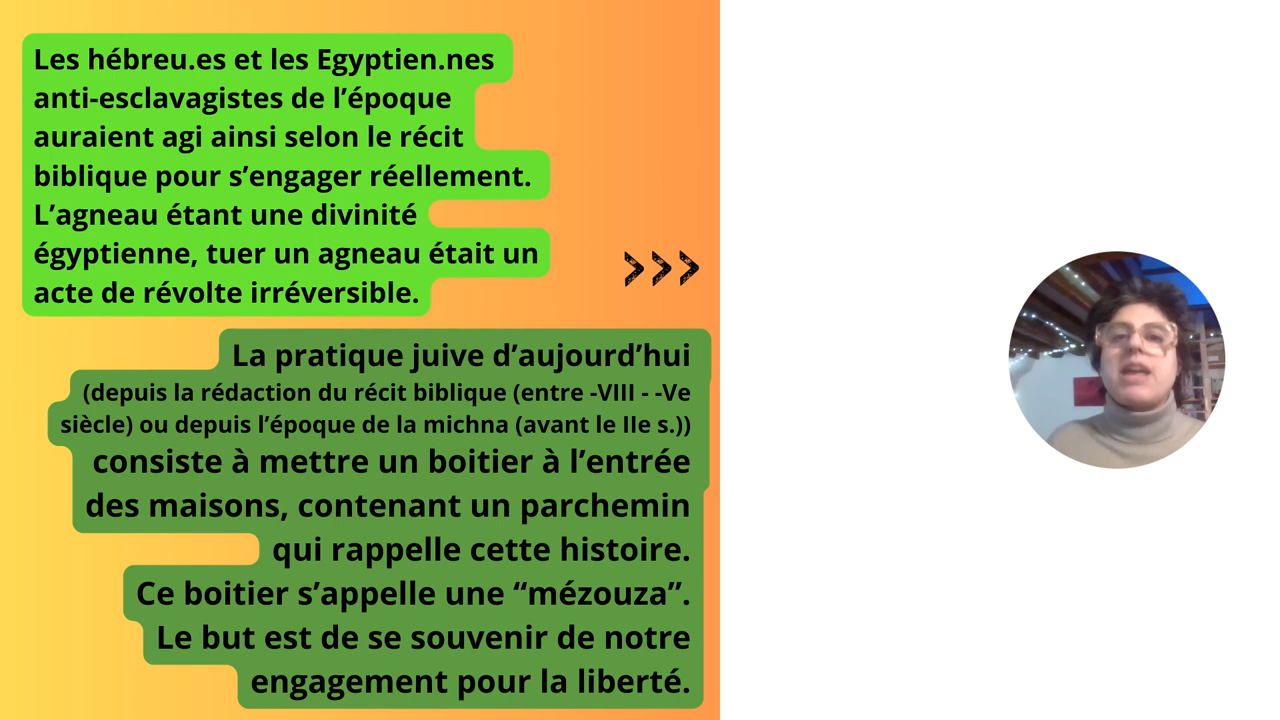 Les hébreu.es et les Egyptien.nes
anti-esclavagistes de l’époque
auraient agi ainsi selon le récit
biblique pour s’engager réellement.
L’agneau étant une divinité
égyptienne, tuer un agneau était un
acte de révolte irréversible.
>>>
La pratique juive d’aujourd’hui
(depuis la rédaction du récit biblique (entre -VIII - -Ve
siècle) ou depuis l’époque de la michna (avant le IIe s.))
consiste à mettre un boitier à l’entrée
des maisons, contenant un parchemin
qui rappelle cette histoire.
Ce boitier s’appelle une “mézouza”.
Le but est de se souvenir de notre
engagement pour la liberté.